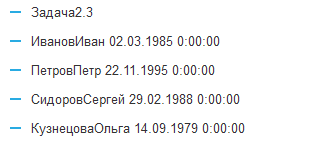 Задача2.3
ИвановИван 02.03.1985 0:00:00
ПетровПетр 22.11.1995 0:00:00
СидоровСергей 29.02.1988 0:00:00
КузнецоваОльга 14.09.1979 0:00:00